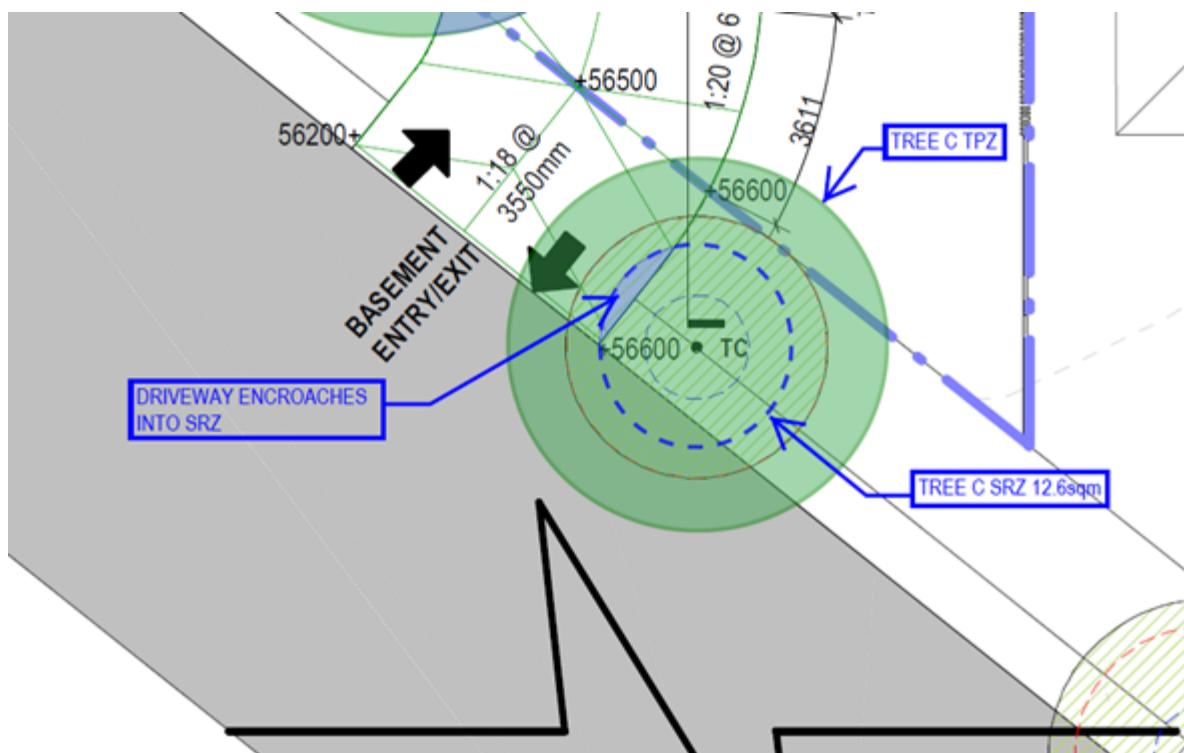 +56500
1:20 @ 6
3611
56200+
1:18 @
3550mm
TREE C TPZ
+56600
BASEMENT
ENTRY/EXIT
+56600
TC
DRIVEWAY ENCROACHES
INTO SRZ
TREE C SRZ 12.6sqm